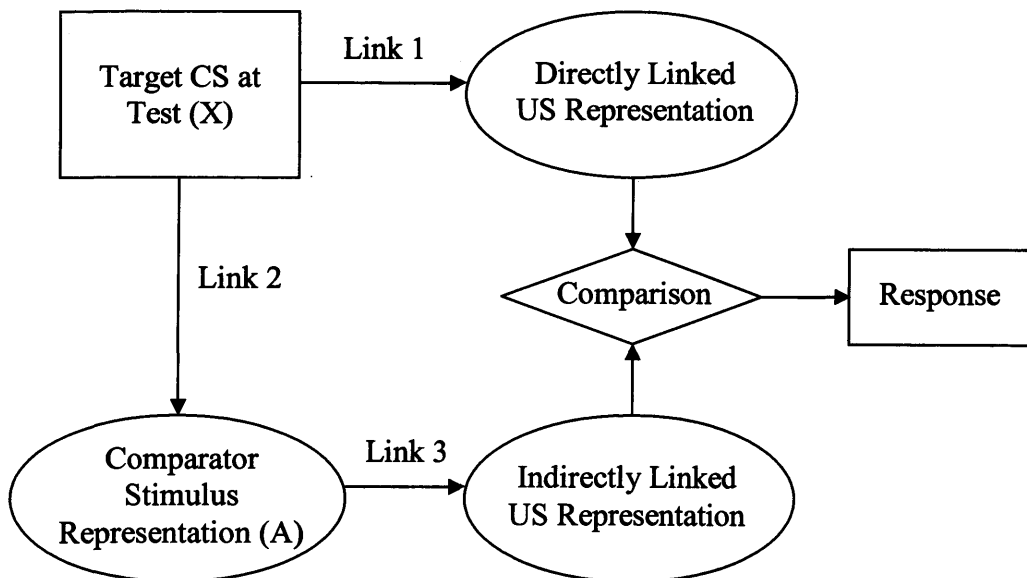 Link 1
Target CS at
Test (X)
Directly Linked
US Representation
Link 2
Comparison
Response
Comparator
Stimulus
Representation (A)
Link 3
Indirectly Linked
US Representation